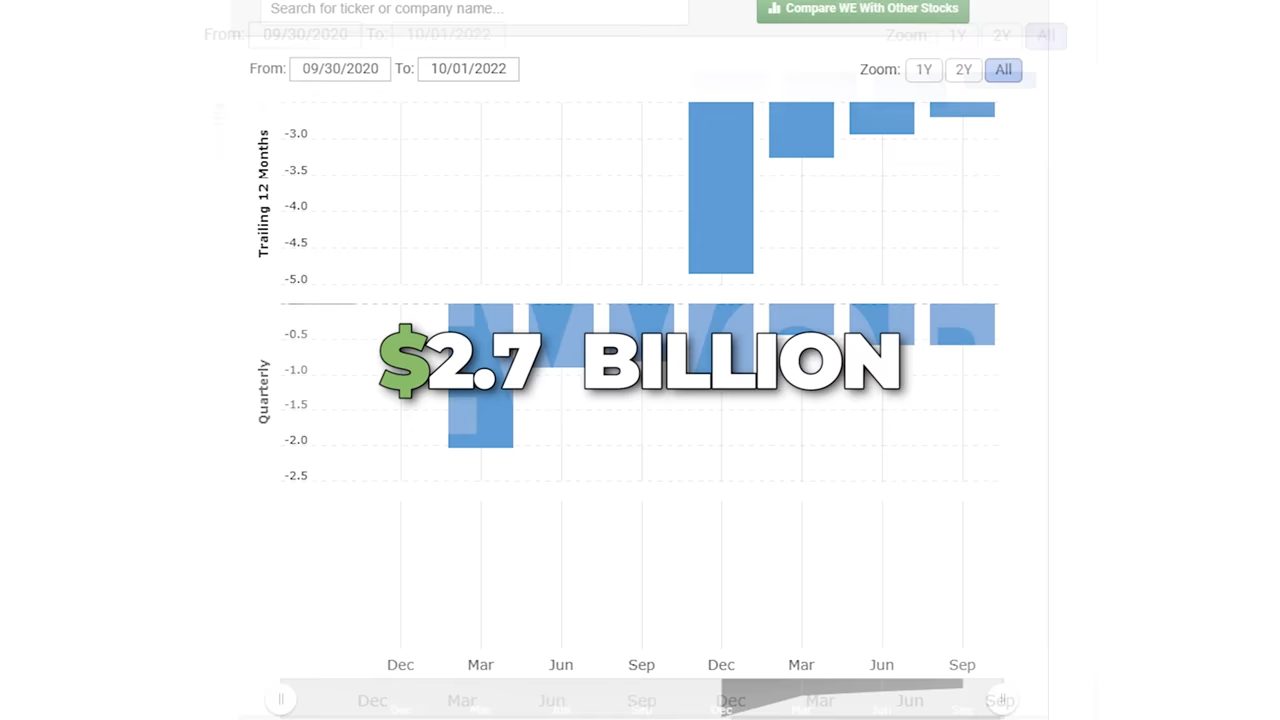 Search for ticker or company name...
Compare WE With Other Stocks
From: 09/30/2020 To: 10/01/2022 Zoom: 1Y 2Y All
From: 09/30/2020 To: 10/01/2022 Zoom: 1Y 2Y All
Trailing 12 Months
-3.0
-3.5
-4.0
-4.5
-5.0
Quarterly
-0.5
-1.0
-1.5
-2.0
-2.5
$2.7 BILLION
Dec Mar Jun Sep Dec Mar Jun Sep
Dec Mar Jun Sep Dec Mar Jun Sep